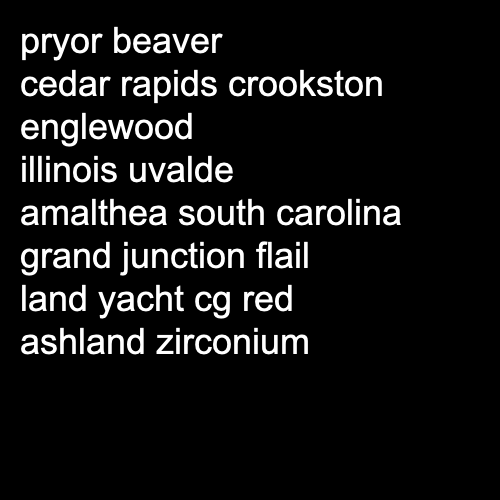 pryor beaver
cedar rapids crookston
englewood
illinois uvalde
amalthea south carolina
grand junction flail
land yacht cg red
ashland zirconium